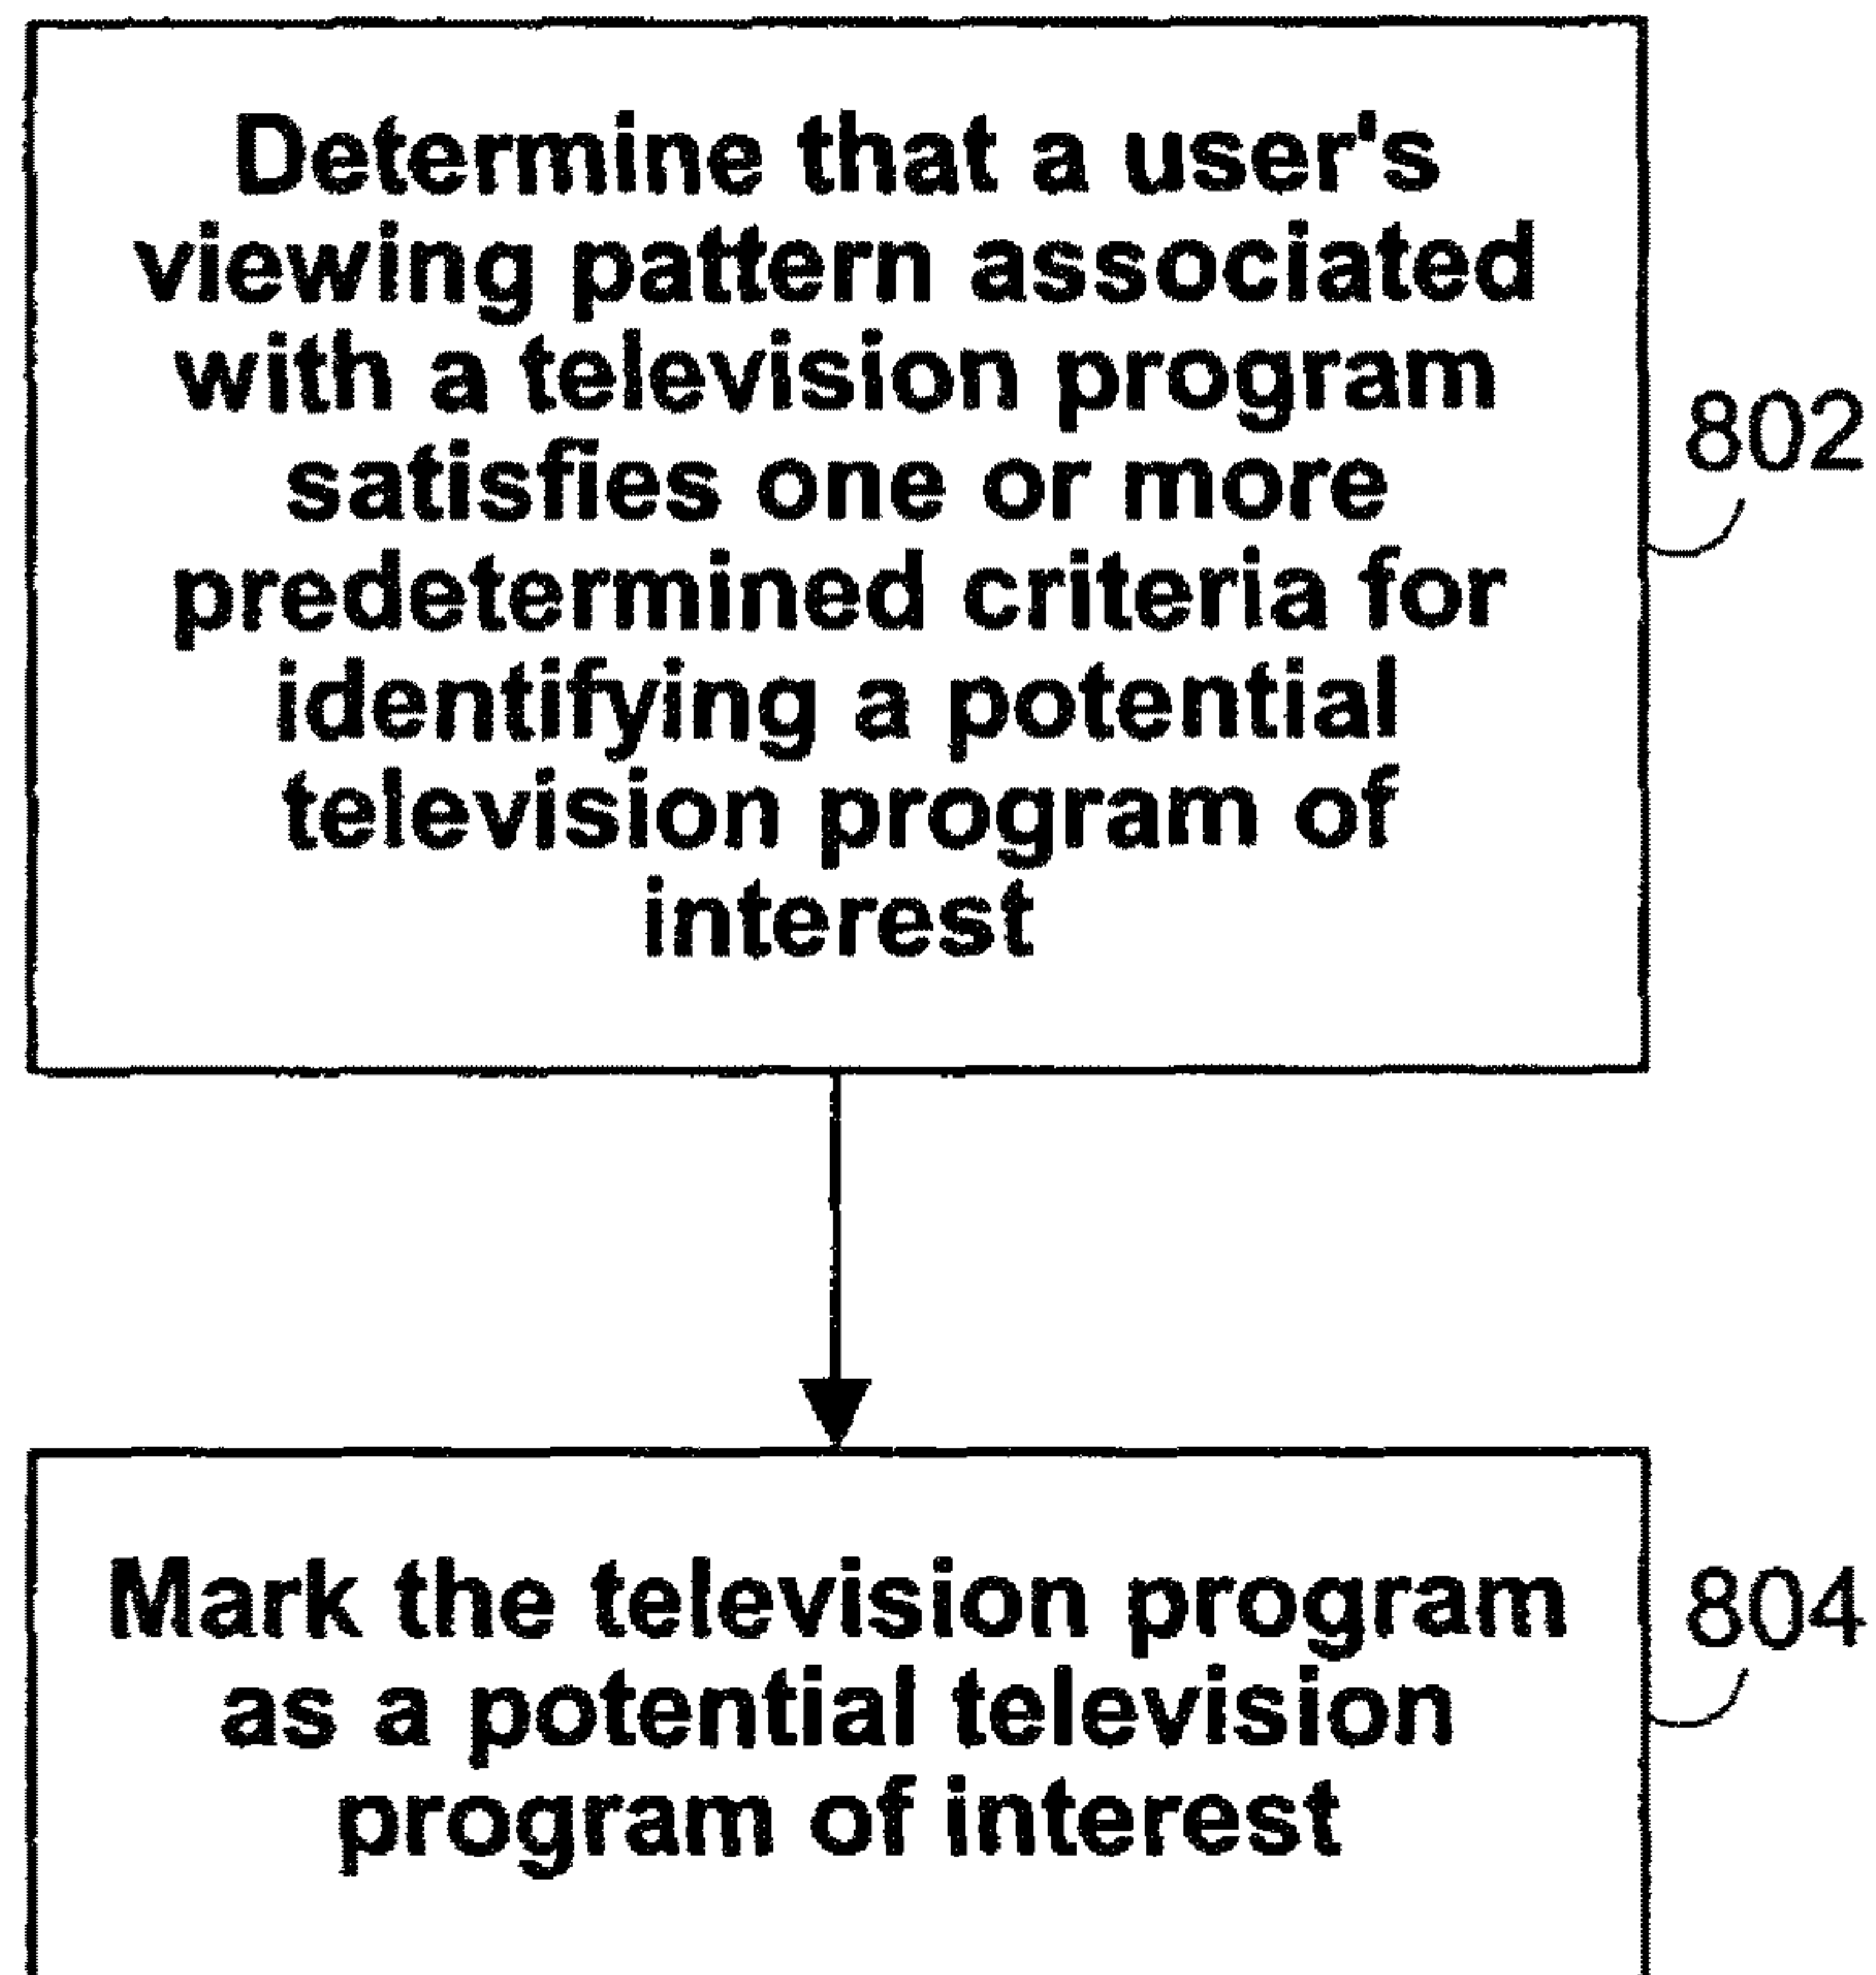 Determine that a user's
viewing pattern associated
with a television program
satisfies one or more
predetermined criteria for
identifying a potential
television program of
interest
802
Mark the television program
as a potential television
program of interest
804